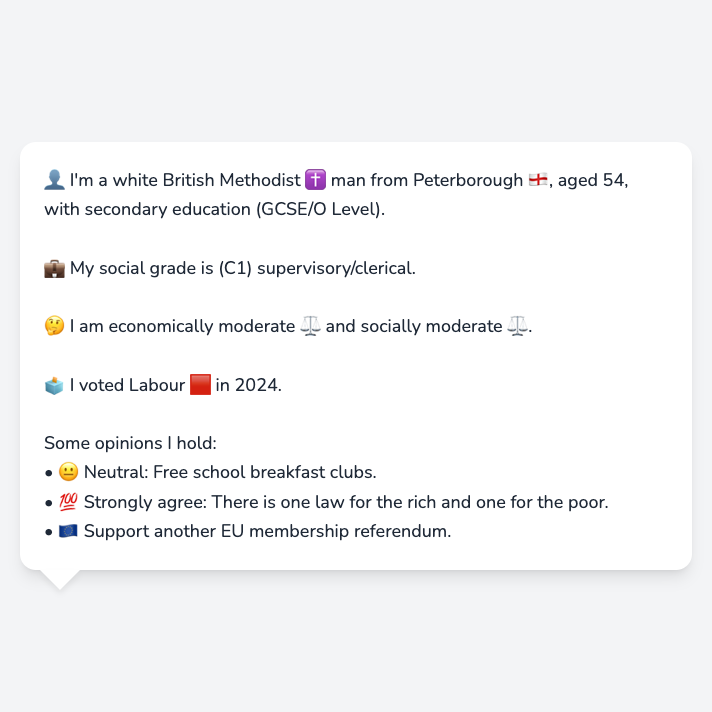 👤 I'm a white British Methodist ✝️ man from Peterborough 🏴󠁧󠁢󠁥󠁮󠁧󠁿, aged 54,
with secondary education (GCSE/O Level).
💼 My social grade is (C1) supervisory/clerical.
🤔 I am economically moderate ⚖️ and socially moderate ⚖️.
🗳️ I voted Labour 🟥 in 2024.
Some opinions I hold:
• 😐 Neutral: Free school breakfast clubs.
• 💯 Strongly agree: There is one law for the rich and one for the poor.
• 🇪🇺 Support another EU membership referendum.